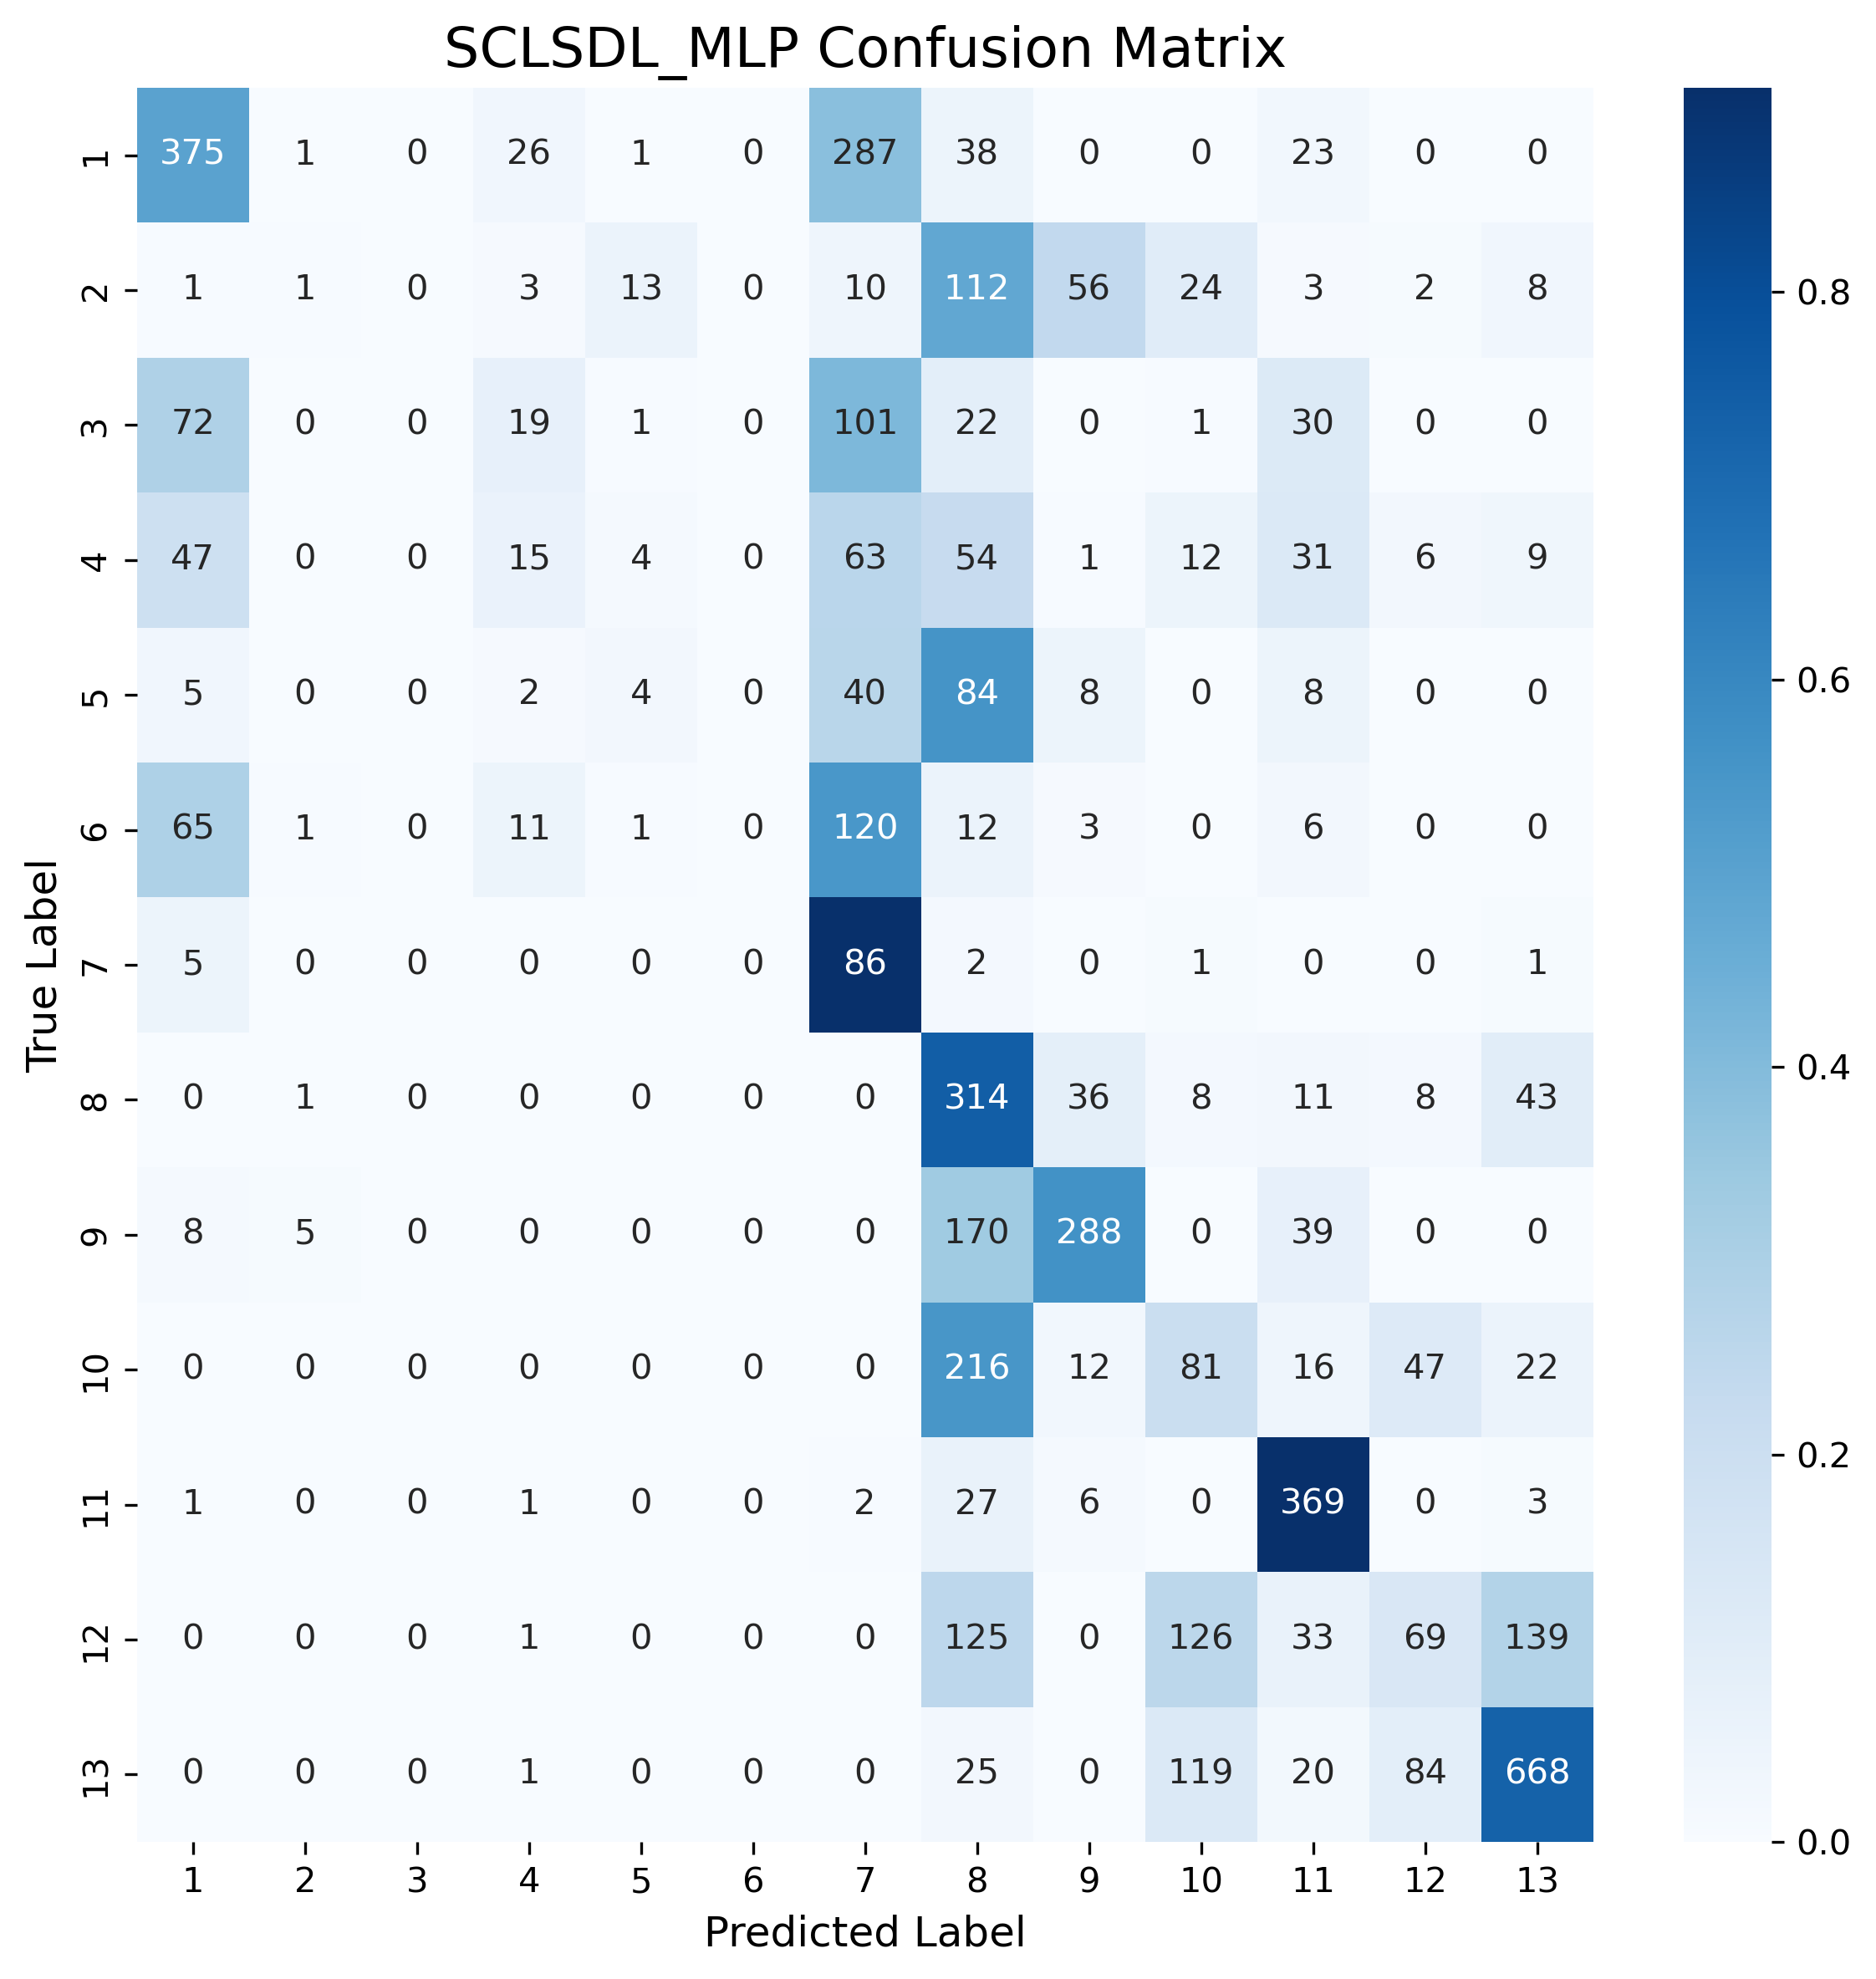 SCLSDL_MLP Confusion Matrix
1 375 1 0 26 1 0 287 38 0 0 23 0 0
2 1 1 0 3 13 0 10 112 56 24 3 2 8
3 72 0 0 19 1 0 101 22 0 1 30 0 0
4 47 0 0 15 4 0 63 54 1 12 31 6 9
5 5 0 0 2 4 0 40 84 8 0 8 0 0
6 65 1 0 11 1 0 120 12 3 0 6 0 0
7 5 0 0 0 0 0 86 2 0 1 0 0 1
8 0 1 0 0 0 0 0 314 36 8 11 8 43
9 8 5 0 0 0 0 0 170 288 0 39 0 0
10 0 0 0 0 0 0 0 216 12 81 16 47 22
11 1 0 0 1 0 0 2 27 6 0 369 0 3
12 0 0 0 1 0 0 0 125 0 126 33 69 139
13 0 0 0 1 0 0 0 25 0 119 20 84 668
1 2 3 4 5 6 7 8 9 10 11 12 13
Predicted Label
True Label
0.8
0.6
0.4
0.2
0.0